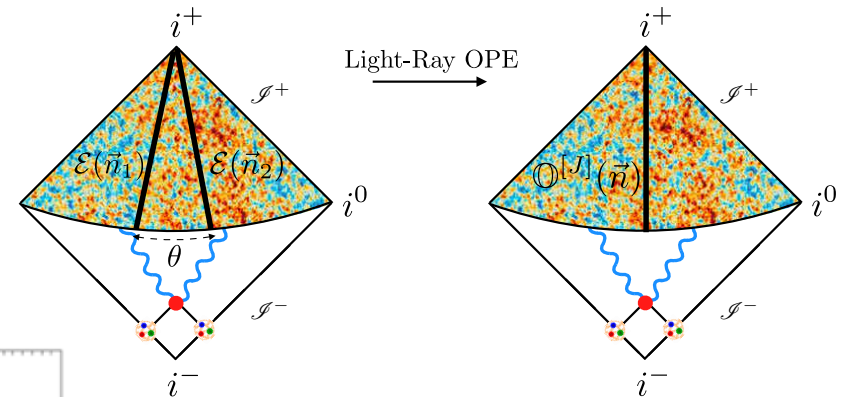 i⁺
Light-Ray OPE
i⁺
ℐ⁺
ℐ⁺
ℰ(n⃗₁)
ℰ(n⃗₂)
𝕆^[J](n⃗)
i⁰
i⁰
θ
ℐ⁻
ℐ⁻
i⁻
i⁻